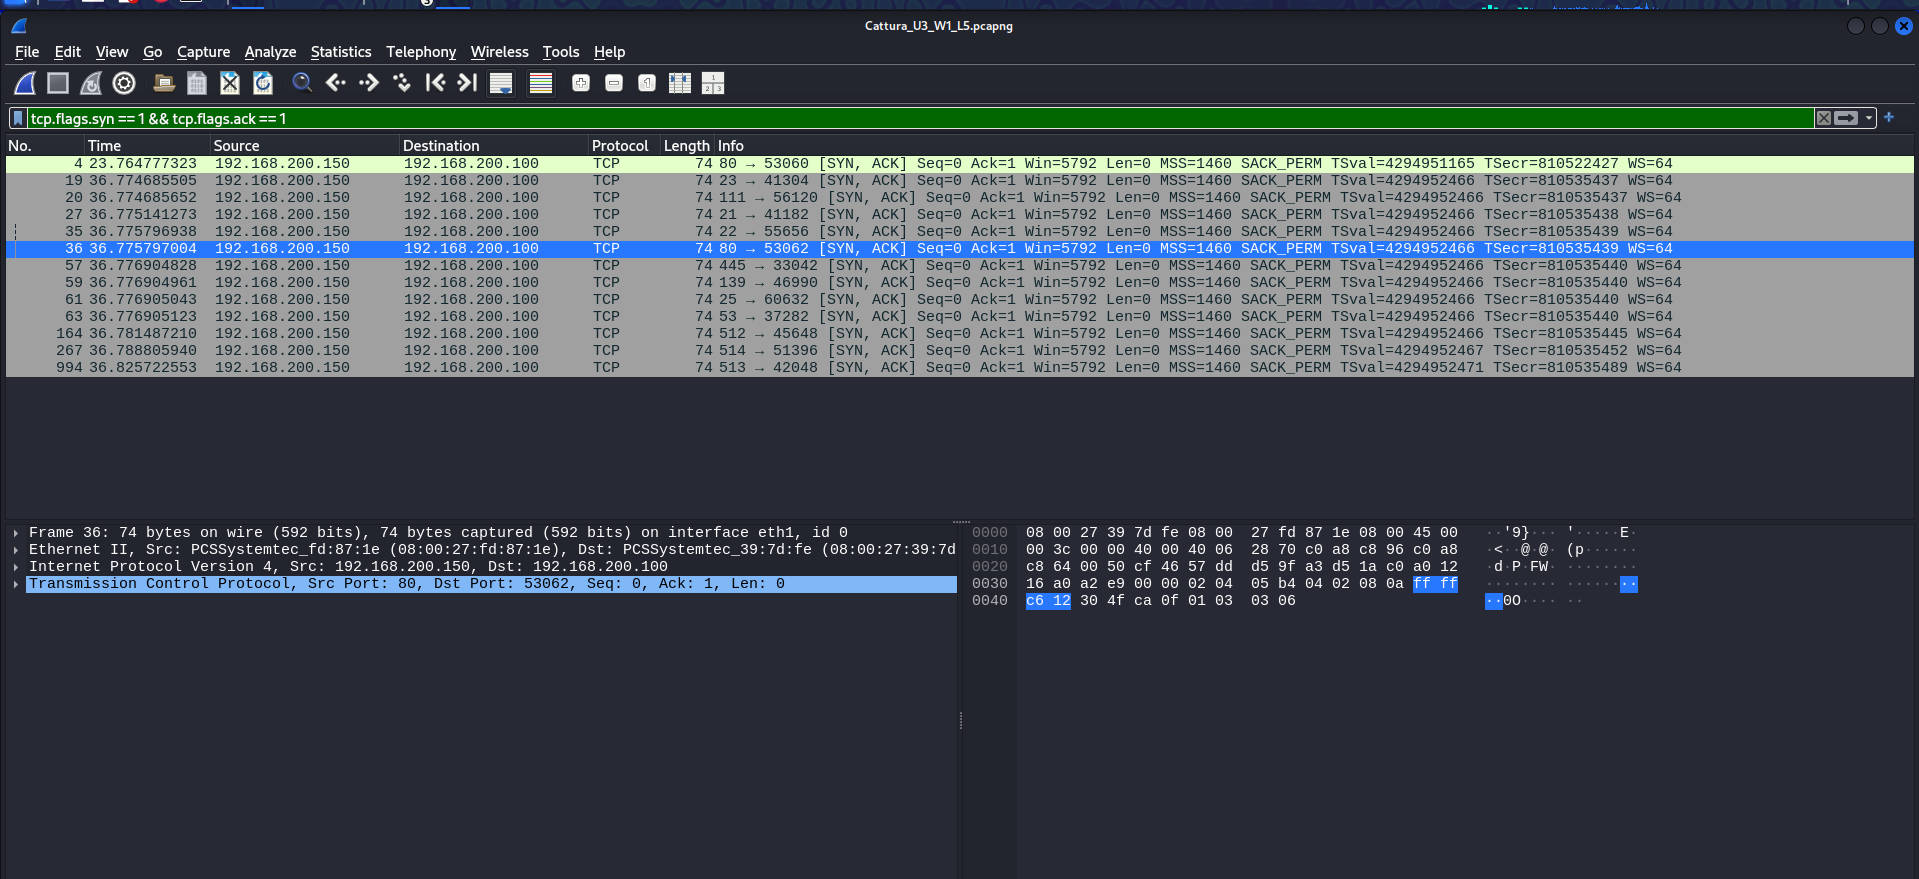 Cattura_U3_W1_L5.pcapng
File Edit View Go Capture Analyze Statistics Telephony Wireless Tools Help
tcp.flags.syn == 1 && tcp.flags.ack == 1
No. Time Source Destination Protocol Length Info
4 23.764777323 192.168.200.150 192.168.200.100 TCP 74 80 → 53060 [SYN, ACK] Seq=0 Ack=1 Win=5792 Len=0 MSS=1460 SACK_PERM TSval=4294951165 TSecr=810522427 WS=64
19 36.774685505 192.168.200.150 192.168.200.100 TCP 74 23 → 41304 [SYN, ACK] Seq=0 Ack=1 Win=5792 Len=0 MSS=1460 SACK_PERM TSval=4294952466 TSecr=810535437 WS=64
20 36.774685652 192.168.200.150 192.168.200.100 TCP 74 111 → 56120 [SYN, ACK] Seq=0 Ack=1 Win=5792 Len=0 MSS=1460 SACK_PERM TSval=4294952466 TSecr=810535437 WS=64
27 36.775141273 192.168.200.150 192.168.200.100 TCP 74 21 → 41182 [SYN, ACK] Seq=0 Ack=1 Win=5792 Len=0 MSS=1460 SACK_PERM TSval=4294952466 TSecr=810535438 WS=64
35 36.775796938 192.168.200.150 192.168.200.100 TCP 74 22 → 55656 [SYN, ACK] Seq=0 Ack=1 Win=5792 Len=0 MSS=1460 SACK_PERM TSval=4294952466 TSecr=810535439 WS=64
36 36.775797004 192.168.200.150 192.168.200.100 TCP 74 80 → 53062 [SYN, ACK] Seq=0 Ack=1 Win=5792 Len=0 MSS=1460 SACK_PERM TSval=4294952466 TSecr=810535439 WS=64
57 36.776904828 192.168.200.150 192.168.200.100 TCP 74 445 → 33042 [SYN, ACK] Seq=0 Ack=1 Win=5792 Len=0 MSS=1460 SACK_PERM TSval=4294952466 TSecr=810535440 WS=64
59 36.776904961 192.168.200.150 192.168.200.100 TCP 74 139 → 46990 [SYN, ACK] Seq=0 Ack=1 Win=5792 Len=0 MSS=1460 SACK_PERM TSval=4294952466 TSecr=810535440 WS=64
61 36.776905043 192.168.200.150 192.168.200.100 TCP 74 25 → 60632 [SYN, ACK] Seq=0 Ack=1 Win=5792 Len=0 MSS=1460 SACK_PERM TSval=4294952466 TSecr=810535440 WS=64
63 36.776905123 192.168.200.150 192.168.200.100 TCP 74 53 → 37282 [SYN, ACK] Seq=0 Ack=1 Win=5792 Len=0 MSS=1460 SACK_PERM TSval=4294952466 TSecr=810535440 WS=64
164 36.781487210 192.168.200.150 192.168.200.100 TCP 74 512 → 45648 [SYN, ACK] Seq=0 Ack=1 Win=5792 Len=0 MSS=1460 SACK_PERM TSval=4294952466 TSecr=810535445 WS=64
267 36.788805940 192.168.200.150 192.168.200.100 TCP 74 514 → 51396 [SYN, ACK] Seq=0 Ack=1 Win=5792 Len=0 MSS=1460 SACK_PERM TSval=4294952467 TSecr=810535452 WS=64
994 36.825722553 192.168.200.150 192.168.200.100 TCP 74 513 → 42048 [SYN, ACK] Seq=0 Ack=1 Win=5792 Len=0 MSS=1460 SACK_PERM TSval=4294952471 TSecr=810535489 WS=64
Frame 36: 74 bytes on wire (592 bits), 74 bytes captured (592 bits) on interface eth1, id 0
Ethernet II, Src: PCSSystemtec_fd:87:1e (08:00:27:fd:87:1e), Dst: PCSSystemtec_39:7d:fe (08:00:27:39:7d
Internet Protocol Version 4, Src: 192.168.200.150, Dst: 192.168.200.100
Transmission Control Protocol, Src Port: 80, Dst Port: 53062, Seq: 0, Ack: 1, Len: 0
0000 08 00 27 39 7d fe 08 00 27 fd 87 1e 08 00 45 00 ··'9}··· '·····E·
0010 00 3c 00 00 40 00 40 06 28 70 c0 a8 c8 96 c0 a8 ·<··@·@· (p······
0020 c8 64 00 50 cf 46 57 dd d5 9f a3 d5 1a c0 a0 12 ·d·P·FW· ········
0030 16 a0 a2 e9 00 00 02 04 05 b4 04 02 08 0a ff ff ········ ········
0040 c6 12 30 4f ca 0f 01 03 03 06 ··0O···· ··